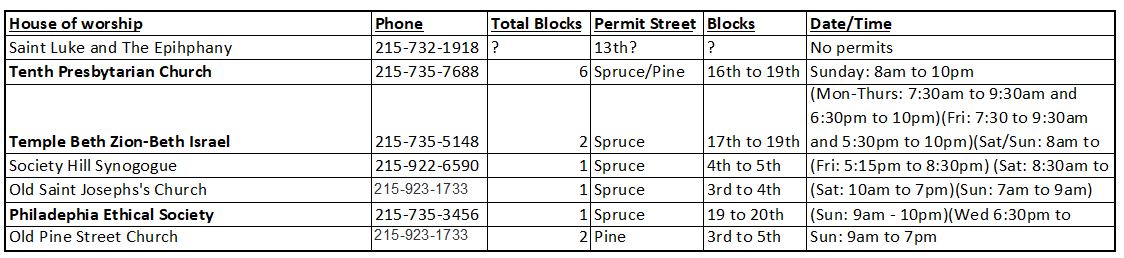 House of worship Phone Total Blocks Permit Street Blocks Date/Time
Saint Luke and The Epihphany 215-732-1918 ? 13th? ? No permits
Tenth Presbytarian Church 215-735-7688 6 Spruce/Pine 16th to 19th Sunday: 8am to 10pm
(Mon-Thurs: 7:30am to 9:30am and
6:30pm to 10pm)(Fri: 7:30 to 9:30am
Temple Beth Zion-Beth Israel 215-735-5148 2 Spruce 17th to 19th and 5:30pm to 10pm)(Sat/Sun: 8am to
Society Hill Synogogue 215-922-6590 1 Spruce 4th to 5th (Fri: 5:15pm to 8:30pm) (Sat: 8:30am to
Old Saint Josephs's Church 215-923-1733 1 Spruce 3rd to 4th (Sat: 10am to 7pm)(Sun: 7am to 9am)
Philadephia Ethical Society 215-735-3456 1 Spruce 19 to 20th (Sun: 9am - 10pm)(Wed 6:30pm to
Old Pine Street Church 215-923-1733 2 Pine 3rd to 5th Sun: 9am to 7pm